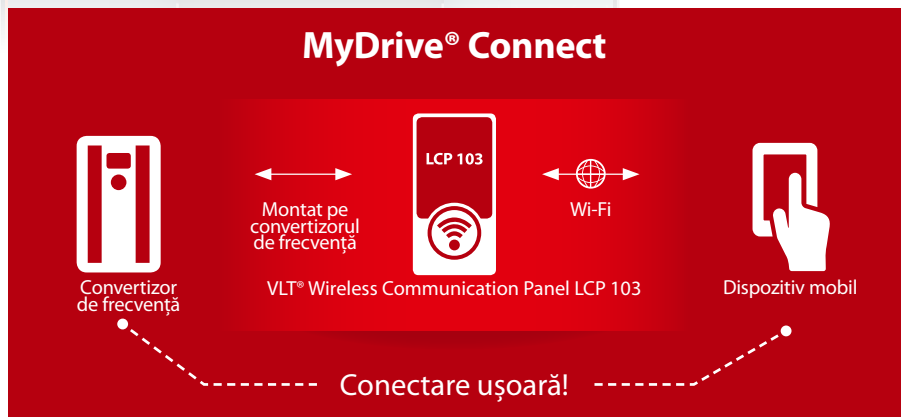 MyDrive® Connect
LCP 103
Montat pe
convertizorul
de frecvență
Wi-Fi
Convertizor
de frecvență
VLT® Wireless Communication Panel LCP 103
Dispozitiv mobil
Conectare ușoară!